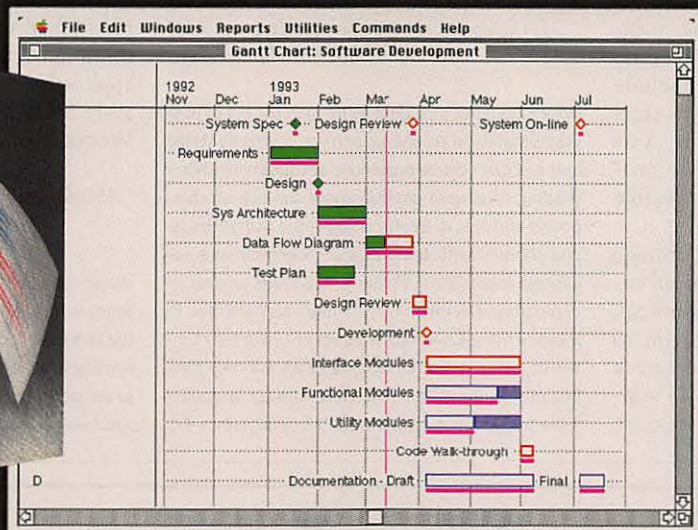 File Edit Windows Reports Utilities Commands Help
Gantt Chart: Software Development
1992 1993
Nov Dec Jan Feb Mar Apr May Jun Jul
System Spec Design Review System On-line
Requirements
Design
Sys Architecture
Data Flow Diagram
Test Plan
Design Review
Development
Interface Modules
Functional Modules
Utility Modules
Code Walk-through
D Documentation - Draft Final